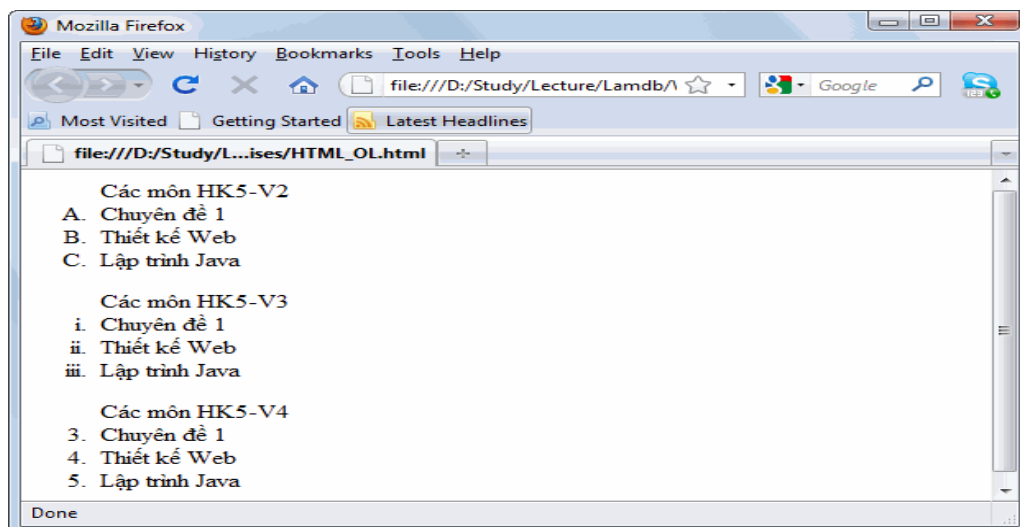 Mozilla Firefox
File Edit View History Bookmarks Tools Help
file:///D:/Study/Lecture/Lamdb/\ Google
Most Visited Getting Started Latest Headlines
file:///D:/Study/L...ises/HTML_OL.html
Các môn HK5-V2
A. Chuyên đề 1
B. Thiết kế Web
C. Lập trình Java
Các môn HK5-V3
i. Chuyên đề 1
ii. Thiết kế Web
iii. Lập trình Java
Các môn HK5-V4
3. Chuyên đề 1
4. Thiết kế Web
5. Lập trình Java
Done